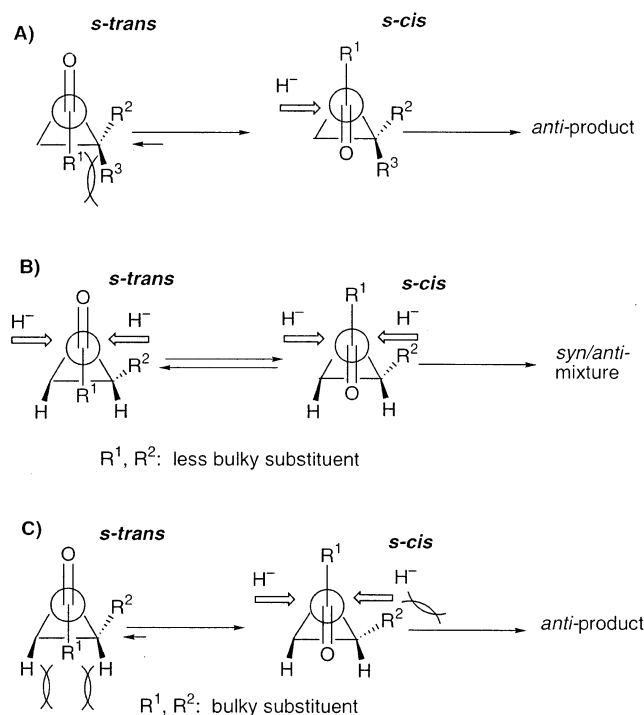 A)
s-trans
s-cis
O
R¹
H⁻
R²
R²
R¹
R³
O
R³
anti-product
B)
s-trans
s-cis
O
R¹
H⁻
H⁻
H⁻
H⁻
R²
R²
R¹
O
H
H
H
H
syn/anti-
mixture
R¹, R²: less bulky substituent
C)
s-trans
s-cis
O
R¹
H⁻
H⁻
R²
R²
R¹
O
H
H
H
H
anti-product
R¹, R²: bulky substituent